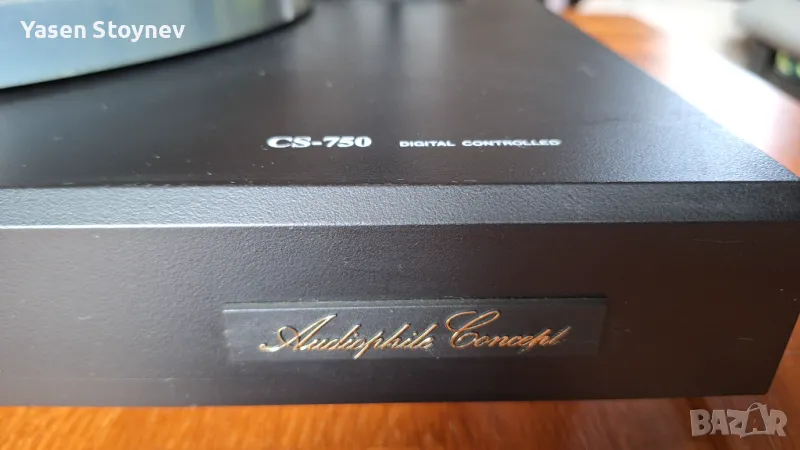 Yasen Stoynev
CS-750 DIGITAL CONTROLLED
Audiophile Concept
BAZAR